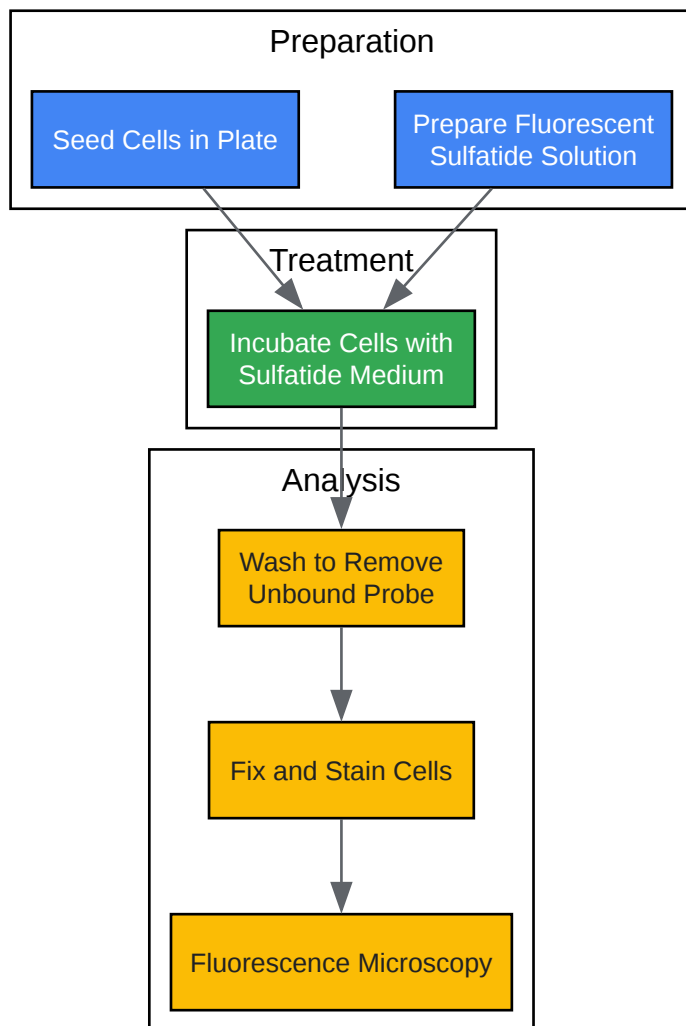 Preparation
Seed Cells in Plate
Prepare Fluorescent
Sulfatide Solution
Treatment
Incubate Cells with
Sulfatide Medium
Analysis
Wash to Remove
Unbound Probe
Fix and Stain Cells
Fluorescence Microscopy